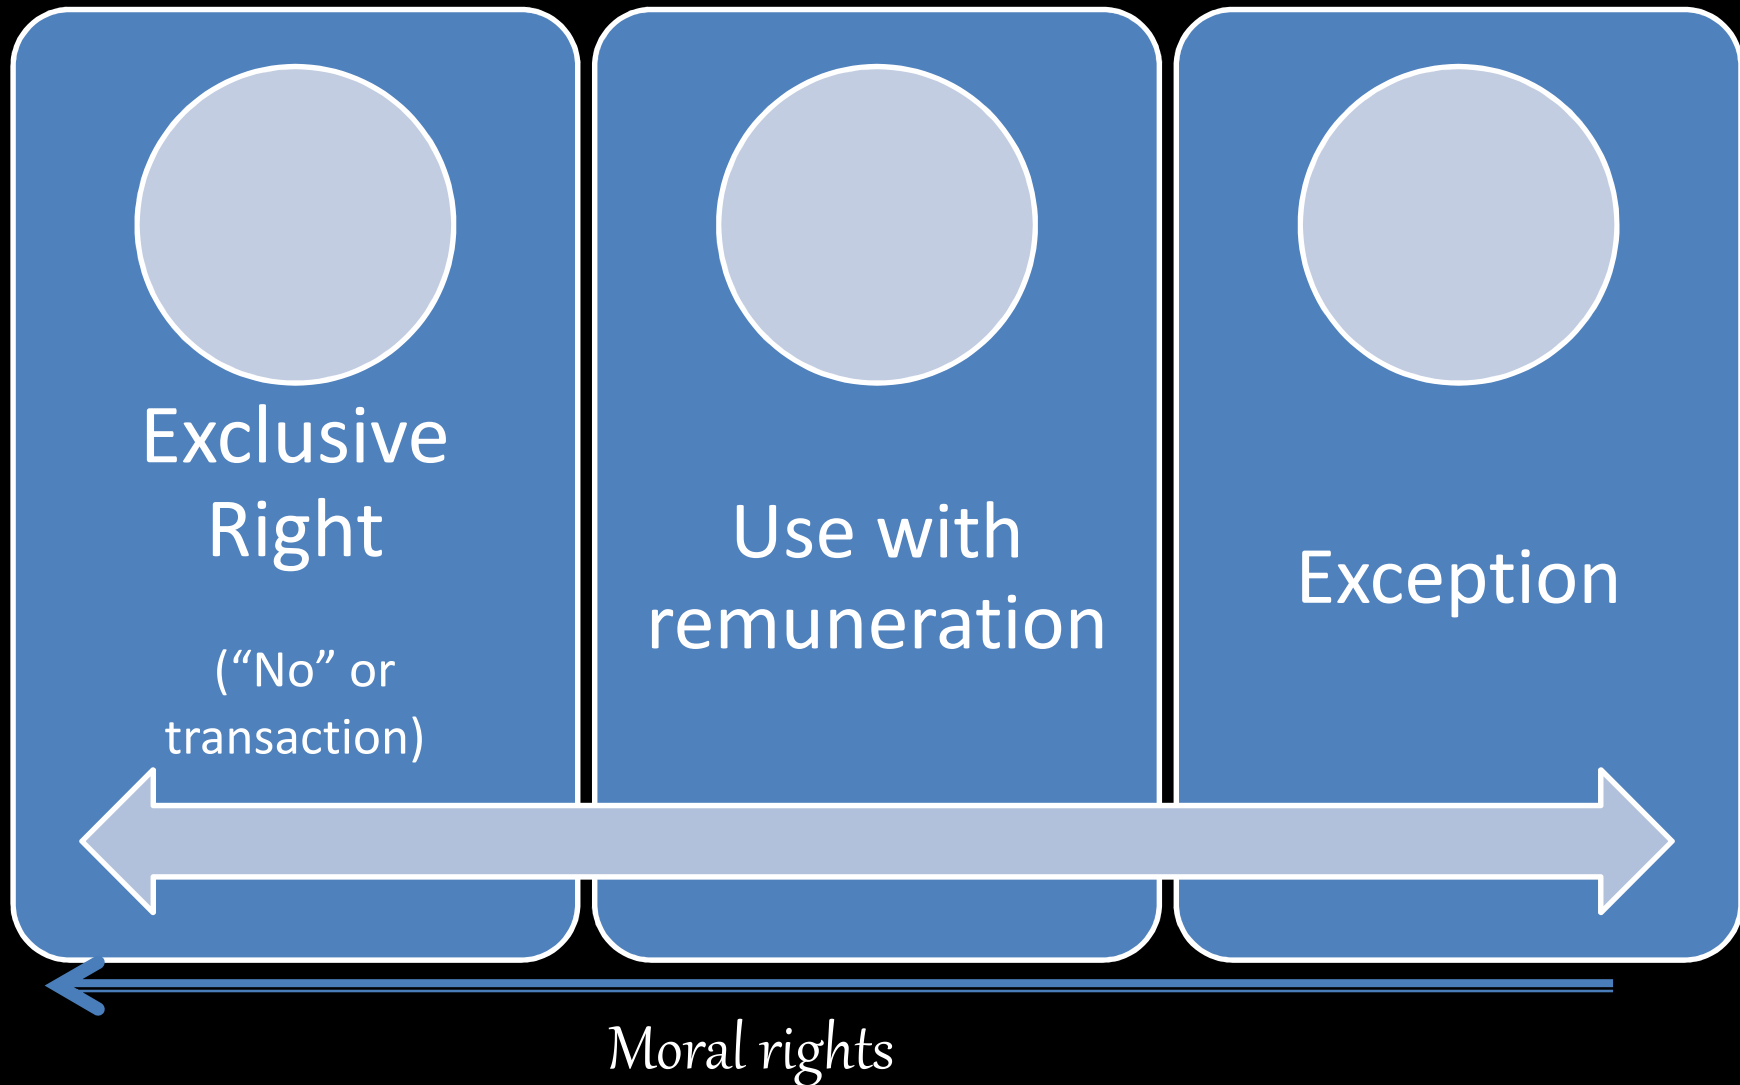 Exclusive
Right
(“No” or
transaction)
Use with
remuneration
Exception
Moral rights